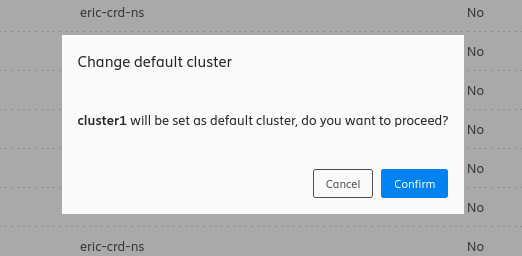 eric-crd-ns No
No
Change default cluster
No
cluster1 will be set as default cluster, do you want to proceed?
No
No
Cancel Confirm
No
eric-crd-ns No